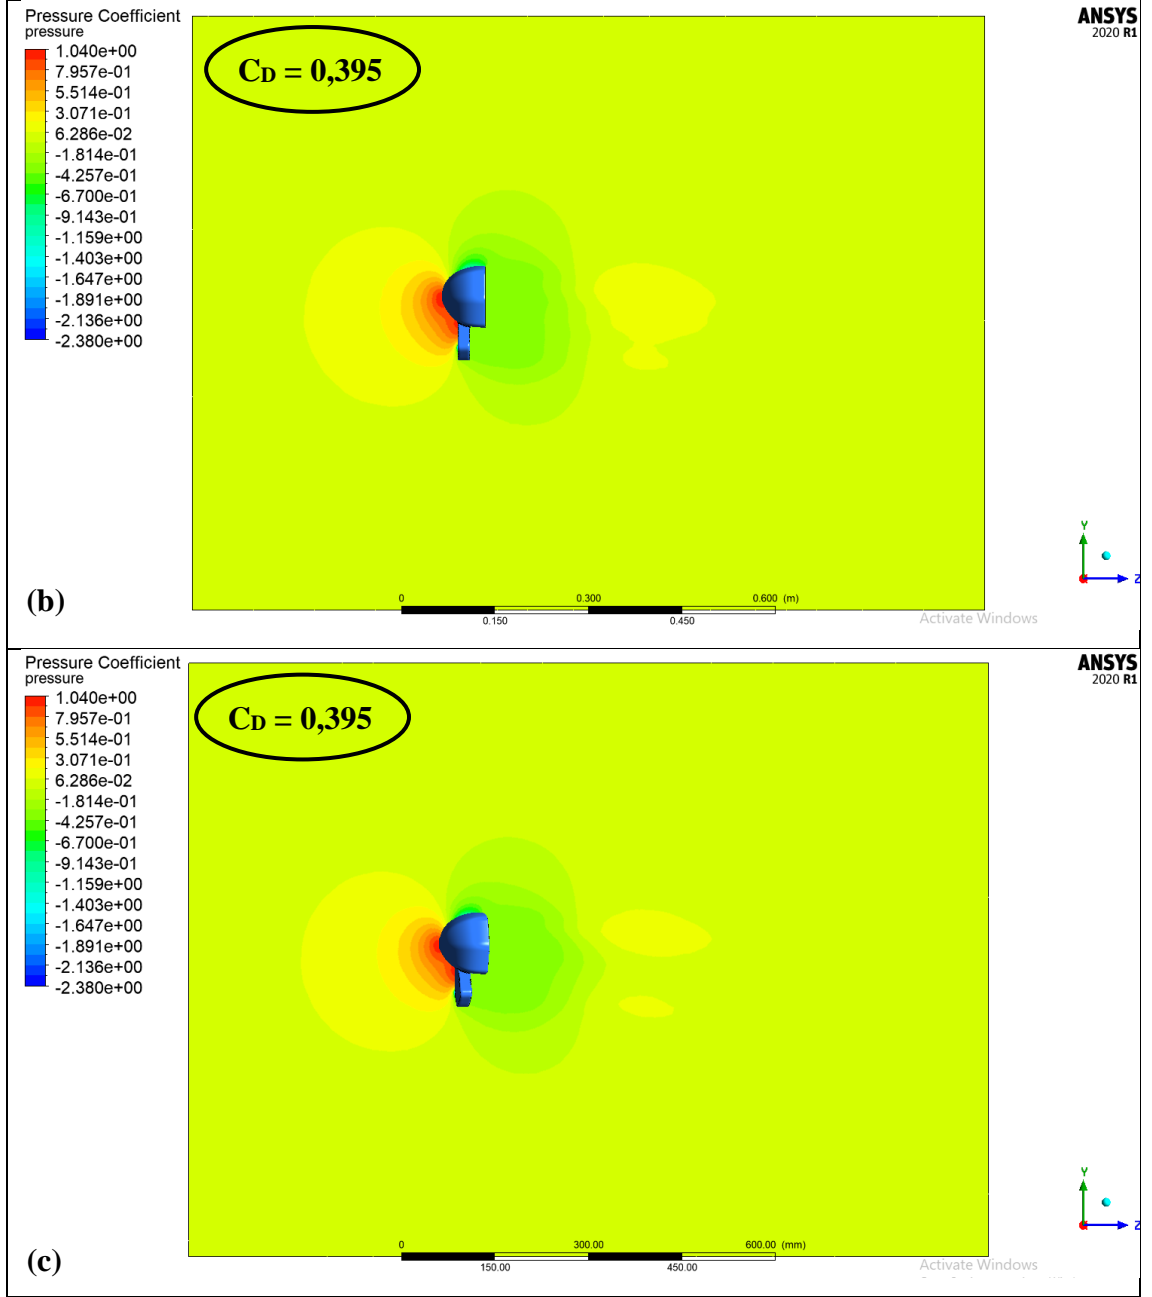 Pressure Coefficient
pressure
1.040e+00
7.957e-01
5.514e-01
3.071e-01
6.286e-02
-1.814e-01
-4.257e-01
-6.700e-01
-9.143e-01
-1.159e+00
-1.403e+00
-1.647e+00
-1.891e+00
-2.136e+00
-2.380e+00
CD = 0,395
ANSYS
2020 R1
Y
Z
(b)
0 0.300 0.600 (m)
0.150 0.450
Activate Windows
Pressure Coefficient
pressure
1.040e+00
7.957e-01
5.514e-01
3.071e-01
6.286e-02
-1.814e-01
-4.257e-01
-6.700e-01
-9.143e-01
-1.159e+00
-1.403e+00
-1.647e+00
-1.891e+00
-2.136e+00
-2.380e+00
CD = 0,395
ANSYS
2020 R1
Y
Z
(c)
0 300.00 600.00 (mm)
150.00 450.00
Activate Windows